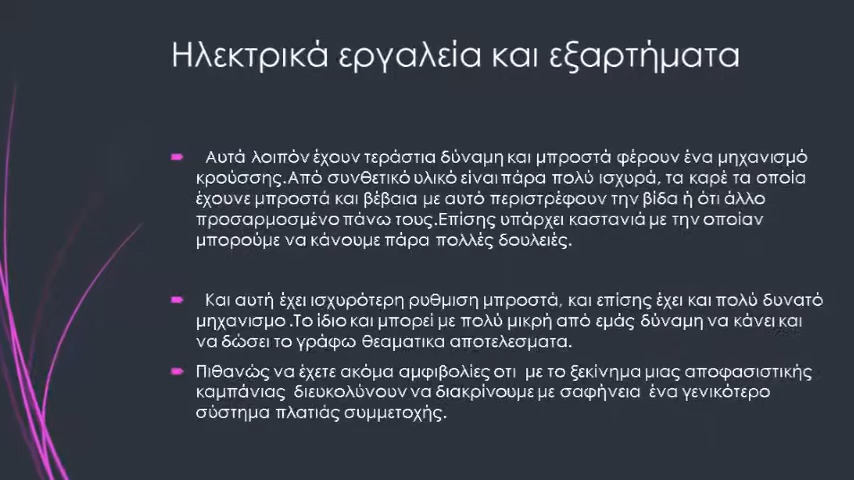 Ηλεκτρικά εργαλεία και εξαρτήματα
Αυτά λοιπόν έχουν τεράστια δύναμη και μπροστά φέρουν ένα μηχανισμό
κρούσσης.Από συνθετικό υλικό είναι πάρα πολύ ισχυρά, τα καρέ τα οποία
έχουνε μπροστά και βέβαια με αυτό περιστρέφουν την βίδα ή ότι άλλο
προσαρμοσμένο πάνω τους.Επίσης υπάρχει καστανιά με την οποίαν
μπορούμε να κάνουμε πάρα πολλές δουλειές.
Και αυτή έχει ισχυρότερη ρυθμιση μπροστά, και επίσης έχει και πολύ δυνατό
μηχανισμο .Το ίδιο και μπορεί με πολύ μικρή από εμάς δύναμη να κάνει και
να δώσει το γράφω θεαματικα αποτελεσματα.
Πιθανώς να έχετε ακόμα αμφιβολίες οτι με το ξεκίνημα μιας αποφασιστικής
καμπάνιας διευκολύνουν να διακρίνουμε με σαφήνεια ένα γενικότερο
σύστημα πλατιάς συμμετοχής.